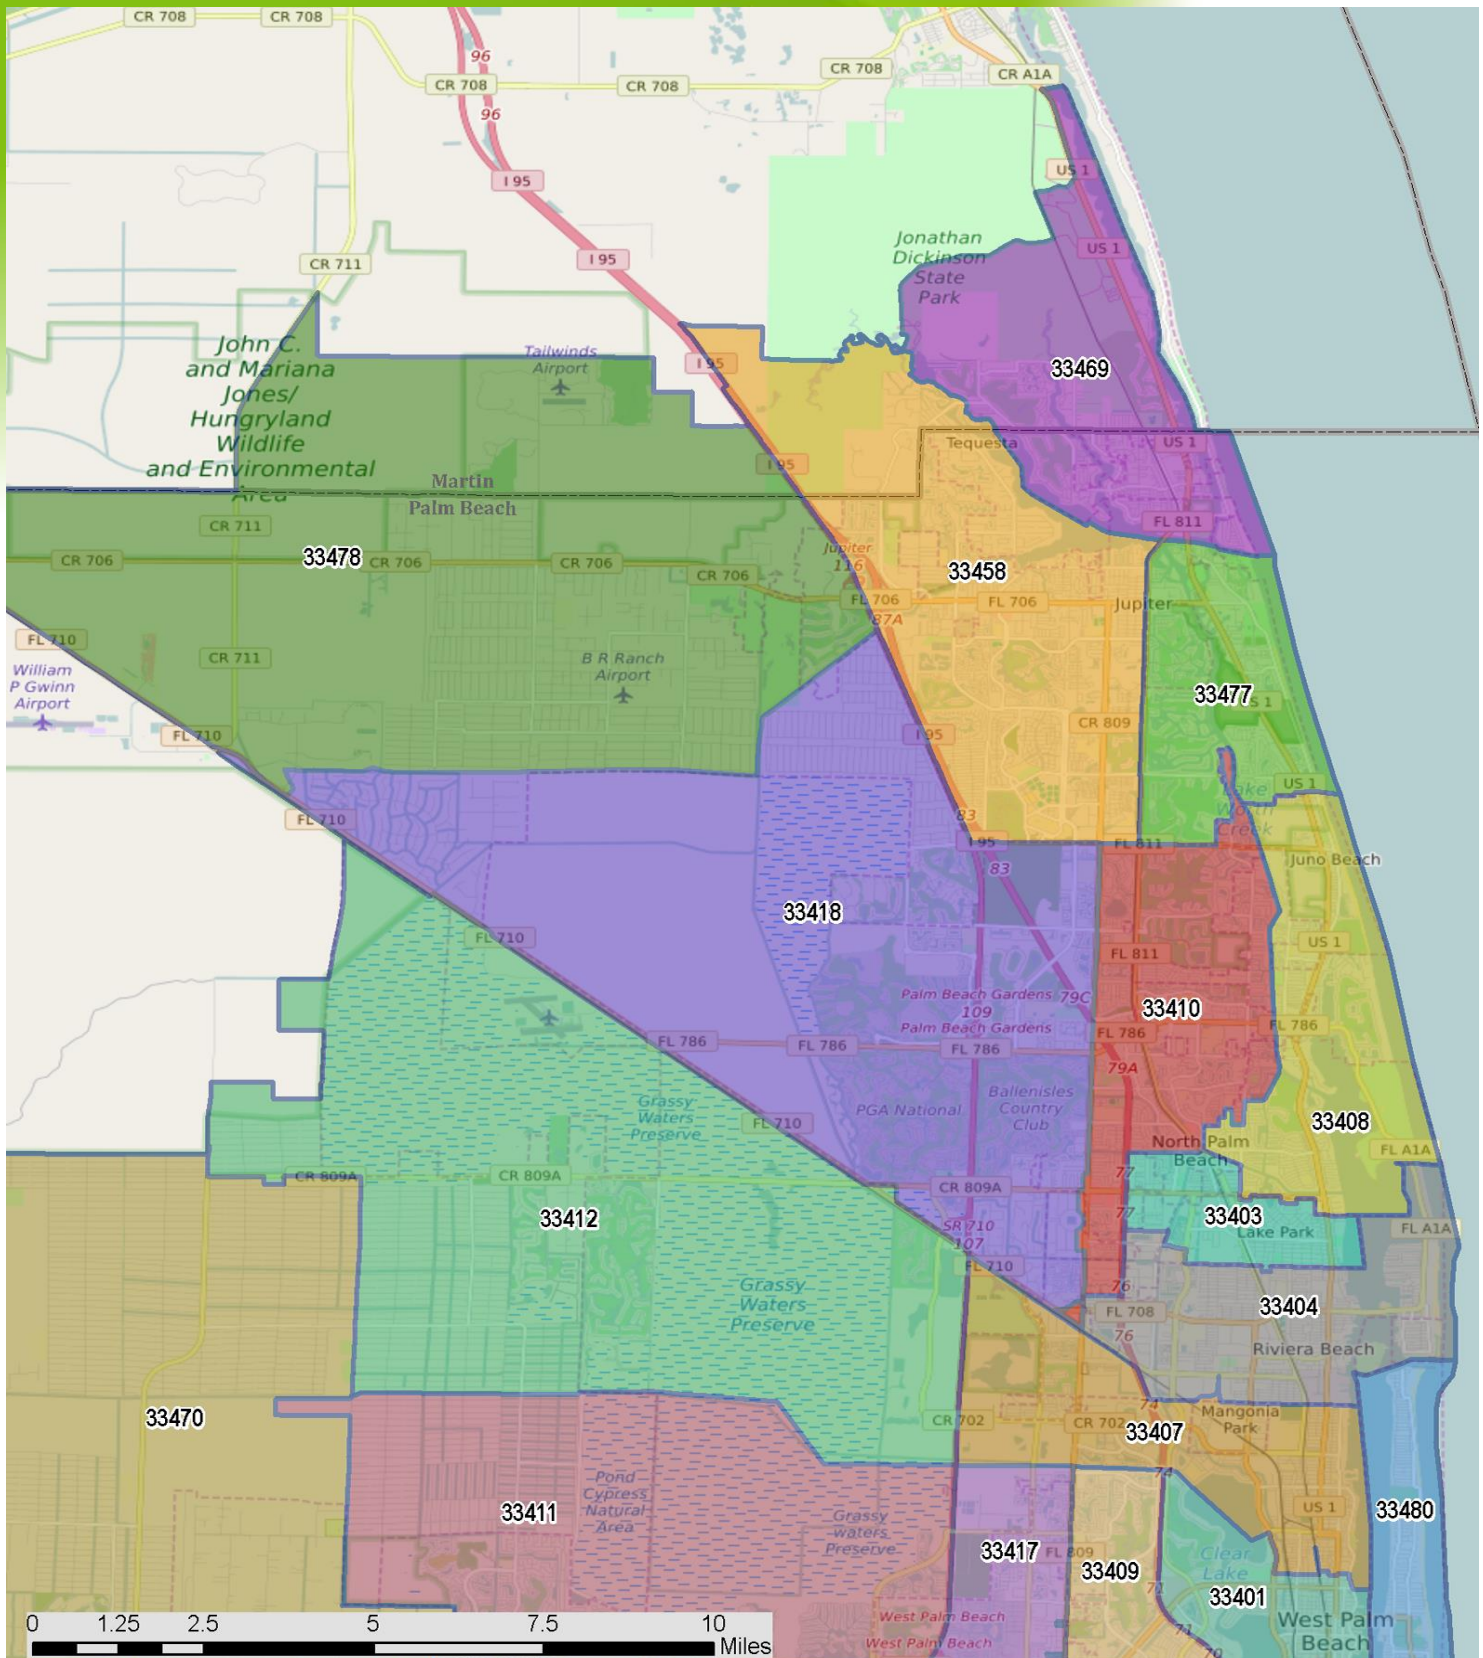 CR 708
CR 708
96
CR 708
CR 708
CR 708
CR A1A
96
I 95
US 1
Jonathan
Dickinson
State
Park
US 1
I 95
CR 711
John C.
and Mariana
Jones/
Hungryland
Wildlife
and Environmental
Area
Tailwinds
Airport
I 95
33469
Tequesta
US 1
I 95
Martin
Palm Beach
CR 711
FL 811
33478
CR 706
CR 706
CR 706
CR 706
Jupiter
116
33458
FL 706
FL 706
Jupiter
87A
FL 710
CR 711
B R Ranch
Airport
William
P Gwinn
Airport
33477
S 1
FL 710
I 95
CR 809
US 1
Lake
Worth
Creek
FL 710
83
I 95
FL 811
Juno Beach
83
33418
FL 710
US 1
FL 811
Palm Beach Gardens
79C
109
Palm Beach Gardens
33410
FL 786
FL 786
FL 786
FL 786
FL 786
79A
Grassy
Waters
Preserve
PGA National
Ballenisles
Country
Club
FL 710
33408
North Palm
Beach
FL A1A
CR 809A
CR 809A
CR 809A
77
33412
77
33403
Lake Park
FL A1A
SR 710
107
FL 710
Grassy
Waters
Preserve
76
FL 708
33404
76
Riviera Beach
33470
CR 702
CR 702
74
33407
Mangonia
Park
74
Pond
Cypress
Natural
Area
33411
Grassy
waters
Preserve
US 1
33480
33417
FL 809
33409
Clear
Lake
71
33401
West Palm Beach
West Palm Beach
71
70
West Palm
Beach
0 1.25 2.5 5 7.5 10
Miles